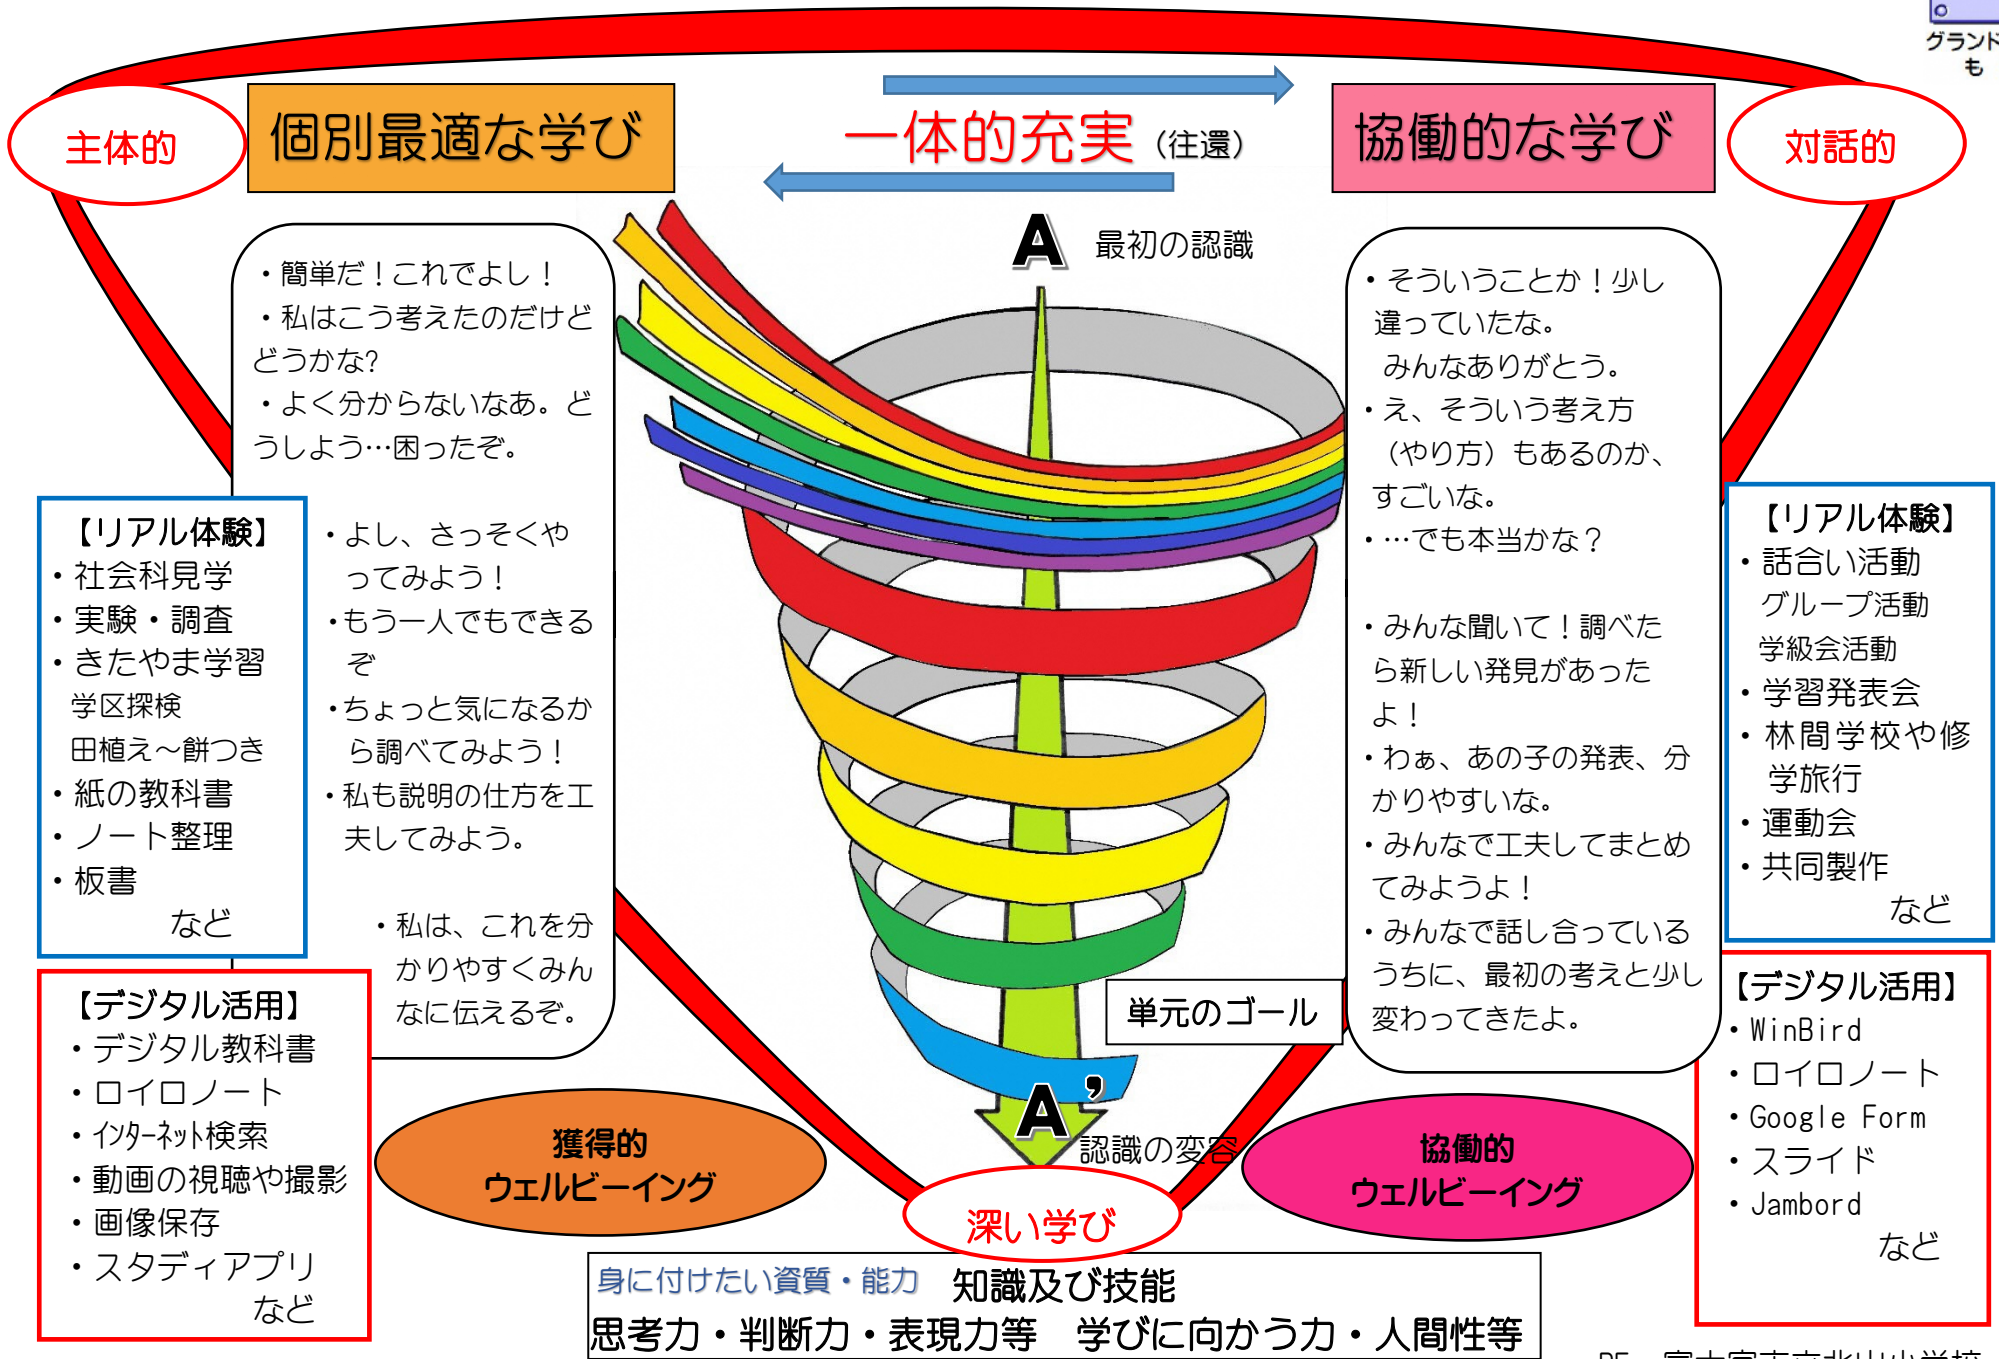 グランド
も
主体的
個別最適な学び
一体的充実（往還）
協働的な学び
対話的
A 最初の認識
・簡単だ！これでよし！
・私はこう考えたのだけど
どうかな?
・よく分からないなあ。ど
うしよう…困ったぞ。
・よし、さっそくや
ってみよう！
・もう一人でもできる
ぞ
・ちょっと気になるか
ら調べてみよう！
・私も説明の仕方を工
夫してみよう。
・私は、これを分
かりやすくみん
なに伝えるぞ。
・そういうことか！少し
違っていたな。
みんなありがとう。
・え、そういう考え方
（やり方）もあるのか、
すごいな。
・…でも本当かな？
・みんな聞いて！調べた
ら新しい発見があった
よ！
・わぁ、あの子の発表、分
かりやすいな。
・みんなで工夫してまとめ
てみようよ！
・みんなで話し合っている
うちに、最初の考えと少し
変わってきたよ。
【リアル体験】
・社会科見学
・実験・調査
・きたやま学習
学区探検
田植え～餅つき
・紙の教科書
・ノート整理
・板書
など
【デジタル活用】
・デジタル教科書
・ロイロノート
・インターネット検索
・動画の視聴や撮影
・画像保存
・スタディアプリ
など
【リアル体験】
・話合い活動
グループ活動
学級会活動
・学習発表会
・林間学校や修
学旅行
・運動会
・共同製作
など
【デジタル活用】
・WinBird
・ロイロノート
・Google Form
・スライド
・Jambord
など
単元のゴール
A’
認識の変容
獲得的
ウェルビーイング
協働的
ウェルビーイング
深い学び
身に付けたい資質・能力 知識及び技能
思考力・判断力・表現力等 学びに向かう力・人間性等